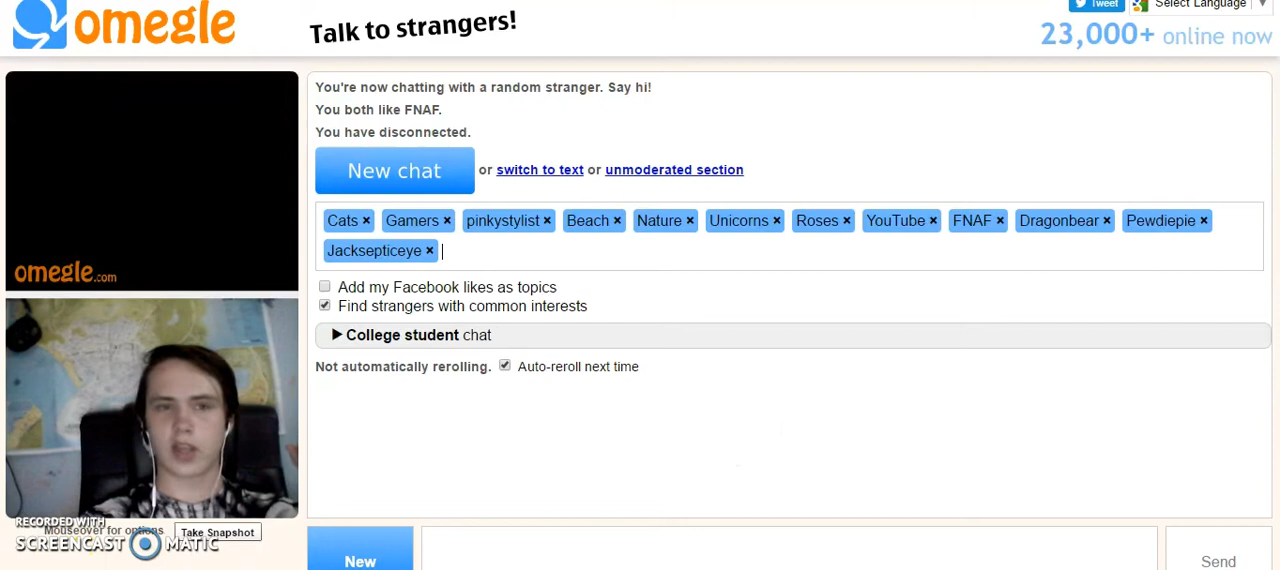 omegle
Talk to strangers!
Tweet
Select Language
23,000+ online now
You're now chatting with a random stranger. Say hi!
You both like FNAF.
You have disconnected.
New chat or switch to text or unmoderated section
Cats × Gamers × pinkystylist × Beach × Nature × Unicorns × Roses × YouTube × FNAF × Dragonbear × Pewdiepie ×
Jacksepticeye ×
Add my Facebook likes as topics
Find strangers with common interests
College student chat
Not automatically rerolling. Auto-reroll next time
omegle.com
RECORDED WITH
Mouseover for options
Take Snapshot
SCREENCAST MATIC
New
Send